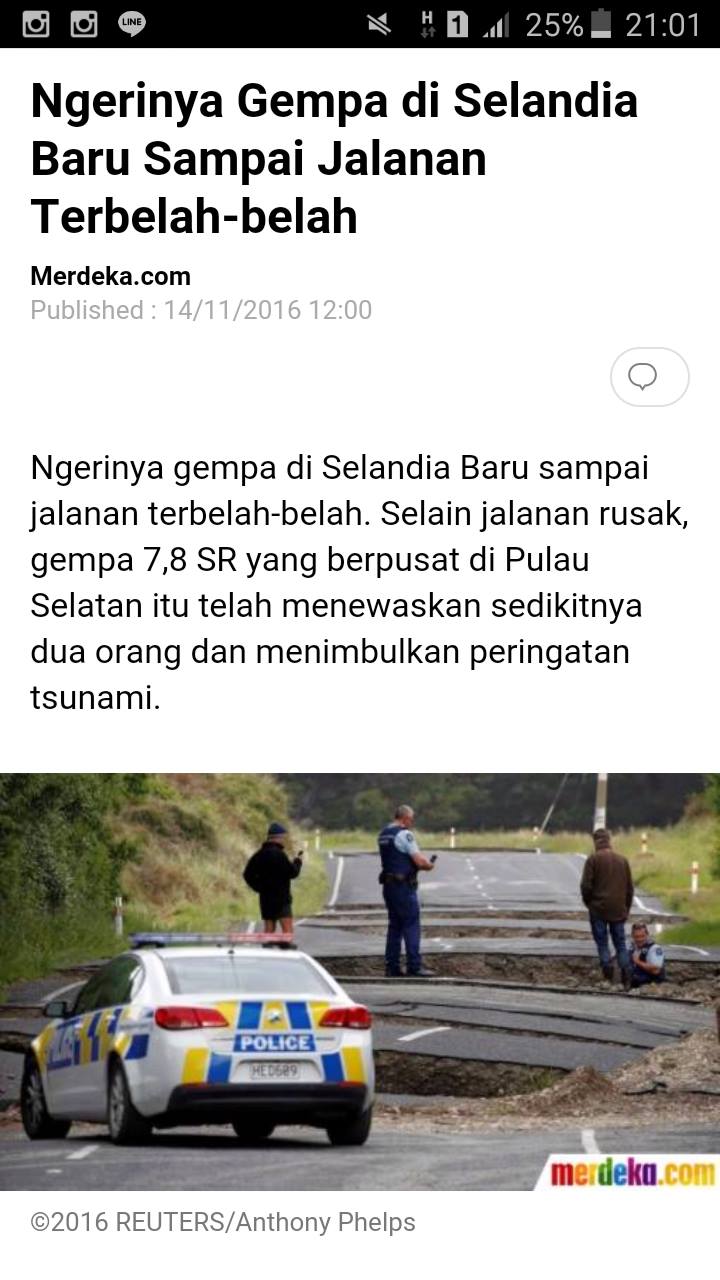 LINE
H
1
25%
21:01
Ngerinya Gempa di Selandia
Baru Sampai Jalanan
Terbelah-belah
Merdeka.com
Published : 14/11/2016 12:00
Ngerinya gempa di Selandia Baru sampai
jalanan terbelah-belah. Selain jalanan rusak,
gempa 7,8 SR yang berpusat di Pulau
Selatan itu telah menewaskan sedikitnya
dua orang dan menimbulkan peringatan
tsunami.
POLICE
POLICE
HED689
merdeka.com
©2016 REUTERS/Anthony Phelps